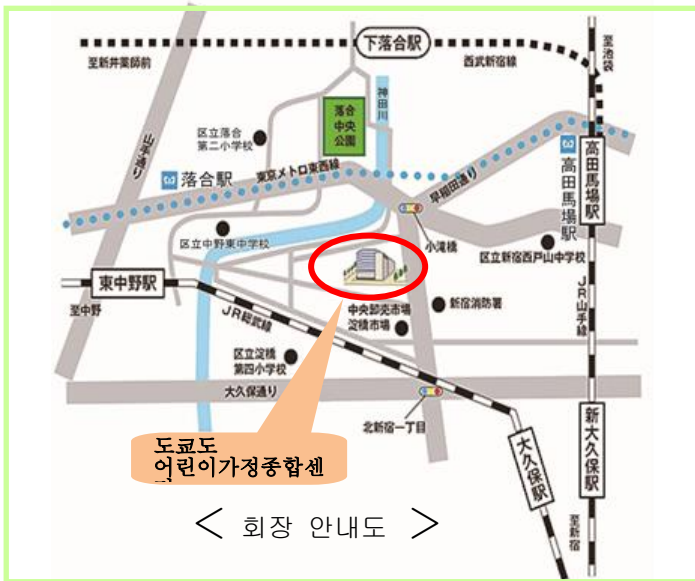 下落合駅
至新井薬師前
西武新宿線
至池袋
神田川
落合
中央
公園
山手通り
区立落合
第二小学校
東京メトロ東西線
早稲田通り
落合駅
高田馬場駅
高田馬場駅
小滝橋
区立中野東中学校
区立新宿西戸山中学校
東中野駅
至中野
JR総武線
中央卸売市場
淀橋市場
新宿消防署
JR山手線
区立淀橋
第四小学校
大久保通り
北新宿一丁目
新大久保駅
大久保駅
至新宿
도쿄도
어린이가정종합센
< 회장 안내도 >